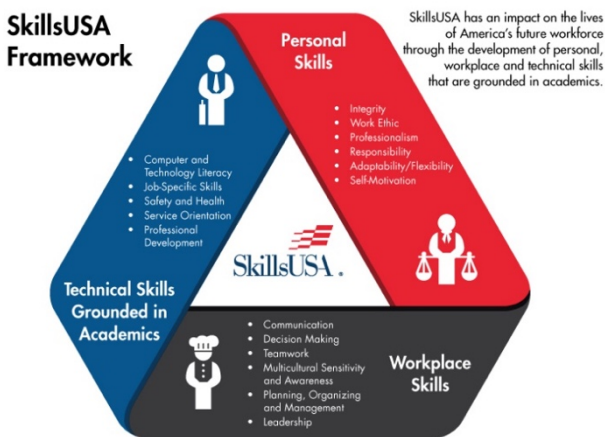 SkillsUSA
Framework
SkillsUSA has an impact on the lives
of America's future workforce
through the development of personal,
workplace and technical skills
that are grounded in academics.
Personal
Skills
• Integrity
• Work Ethic
• Professionalism
• Responsibility
• Adaptability/Flexibility
• Self-Motivation
• Computer and
Technology Literacy
• Job-Specific Skills
• Safety and Health
• Service Orientation
• Professional
Development
Technical Skills
Grounded in
Academics
SkillsUSA®
• Communication
• Decision Making
• Teamwork
• Multicultural Sensitivity
and Awareness
• Planning, Organizing
and Management
• Leadership
Workplace
Skills